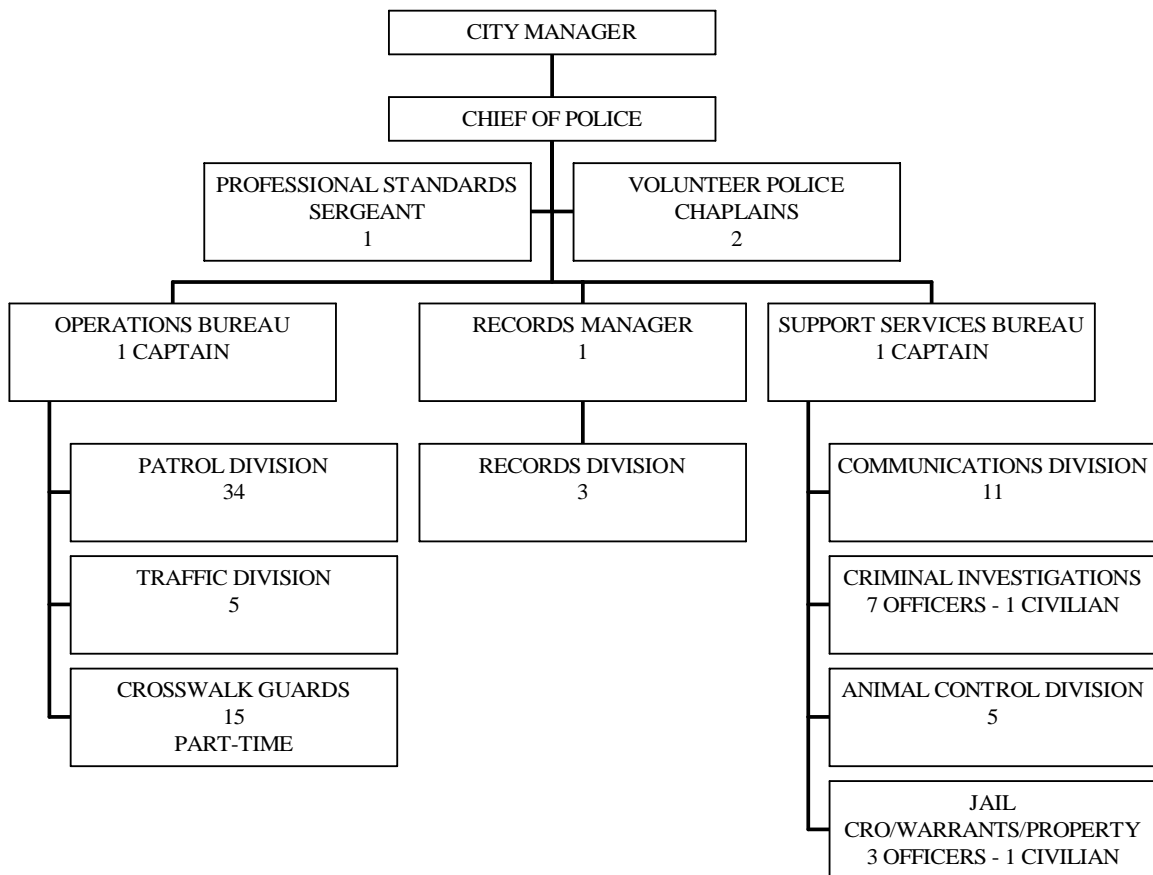 CITY MANAGER
CHIEF OF POLICE
PROFESSIONAL STANDARDS
SERGEANT
1
VOLUNTEER POLICE
CHAPLAINS
2
OPERATIONS BUREAU
1 CAPTAIN
RECORDS MANAGER
1
SUPPORT SERVICES BUREAU
1 CAPTAIN
PATROL DIVISION
34
TRAFFIC DIVISION
5
CROSSWALK GUARDS
15
PART-TIME
RECORDS DIVISION
3
COMMUNICATIONS DIVISION
11
CRIMINAL INVESTIGATIONS
7 OFFICERS - 1 CIVILIAN
ANIMAL CONTROL DIVISION
5
JAIL
CRO/WARRANTS/PROPERTY
3 OFFICERS - 1 CIVILIAN